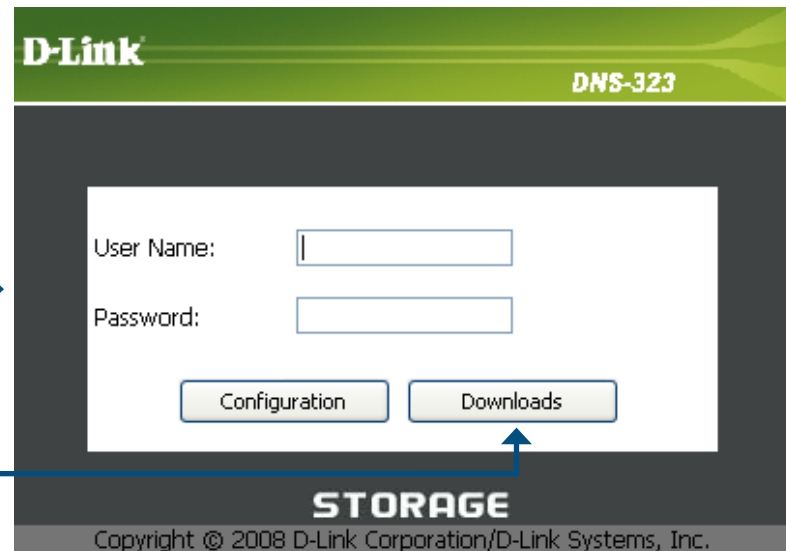 D-Link
DNS-323
User Name:
Password:
Configuration Downloads
STORAGE
Copyright © 2008 D-Link Corporation/D-Link Systems, Inc.